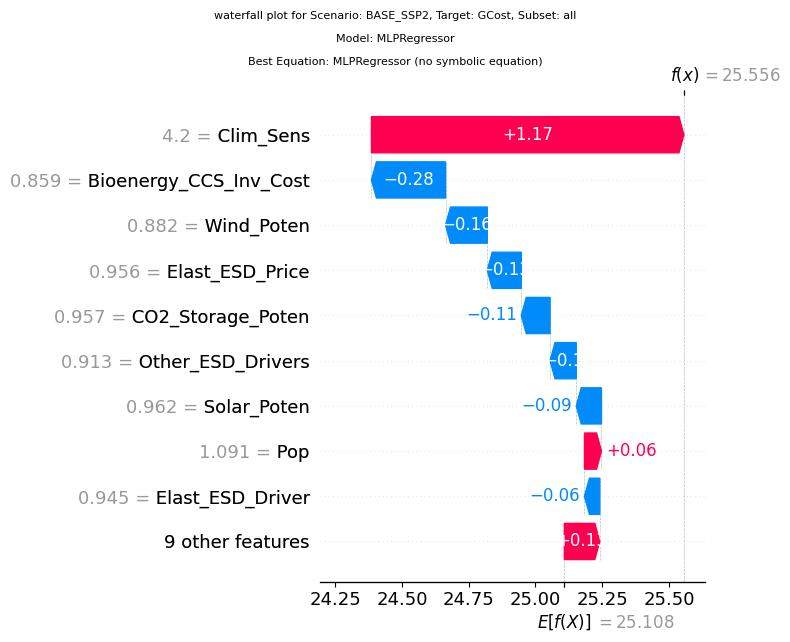 waterfall plot for Scenario: BASE_SSP2, Target: GCost, Subset: all
Model: MLPRegressor
Best Equation: MLPRegressor (no symbolic equation)
f(x) = 25.556
4.2 = Clim_Sens +1.17
0.859 = Bioenergy_CCS_Inv_Cost −0.28
0.882 = Wind_Poten −0.16
0.956 = Elast_ESD_Price
0.957 = CO2_Storage_Poten −0.11
0.913 = Other_ESD_Drivers
0.962 = Solar_Poten −0.09
1.091 = Pop +0.06
0.945 = Elast_ESD_Driver −0.06
9 other features
24.25 24.50 24.75 25.00 25.25 25.50
E[f(X)] = 25.108